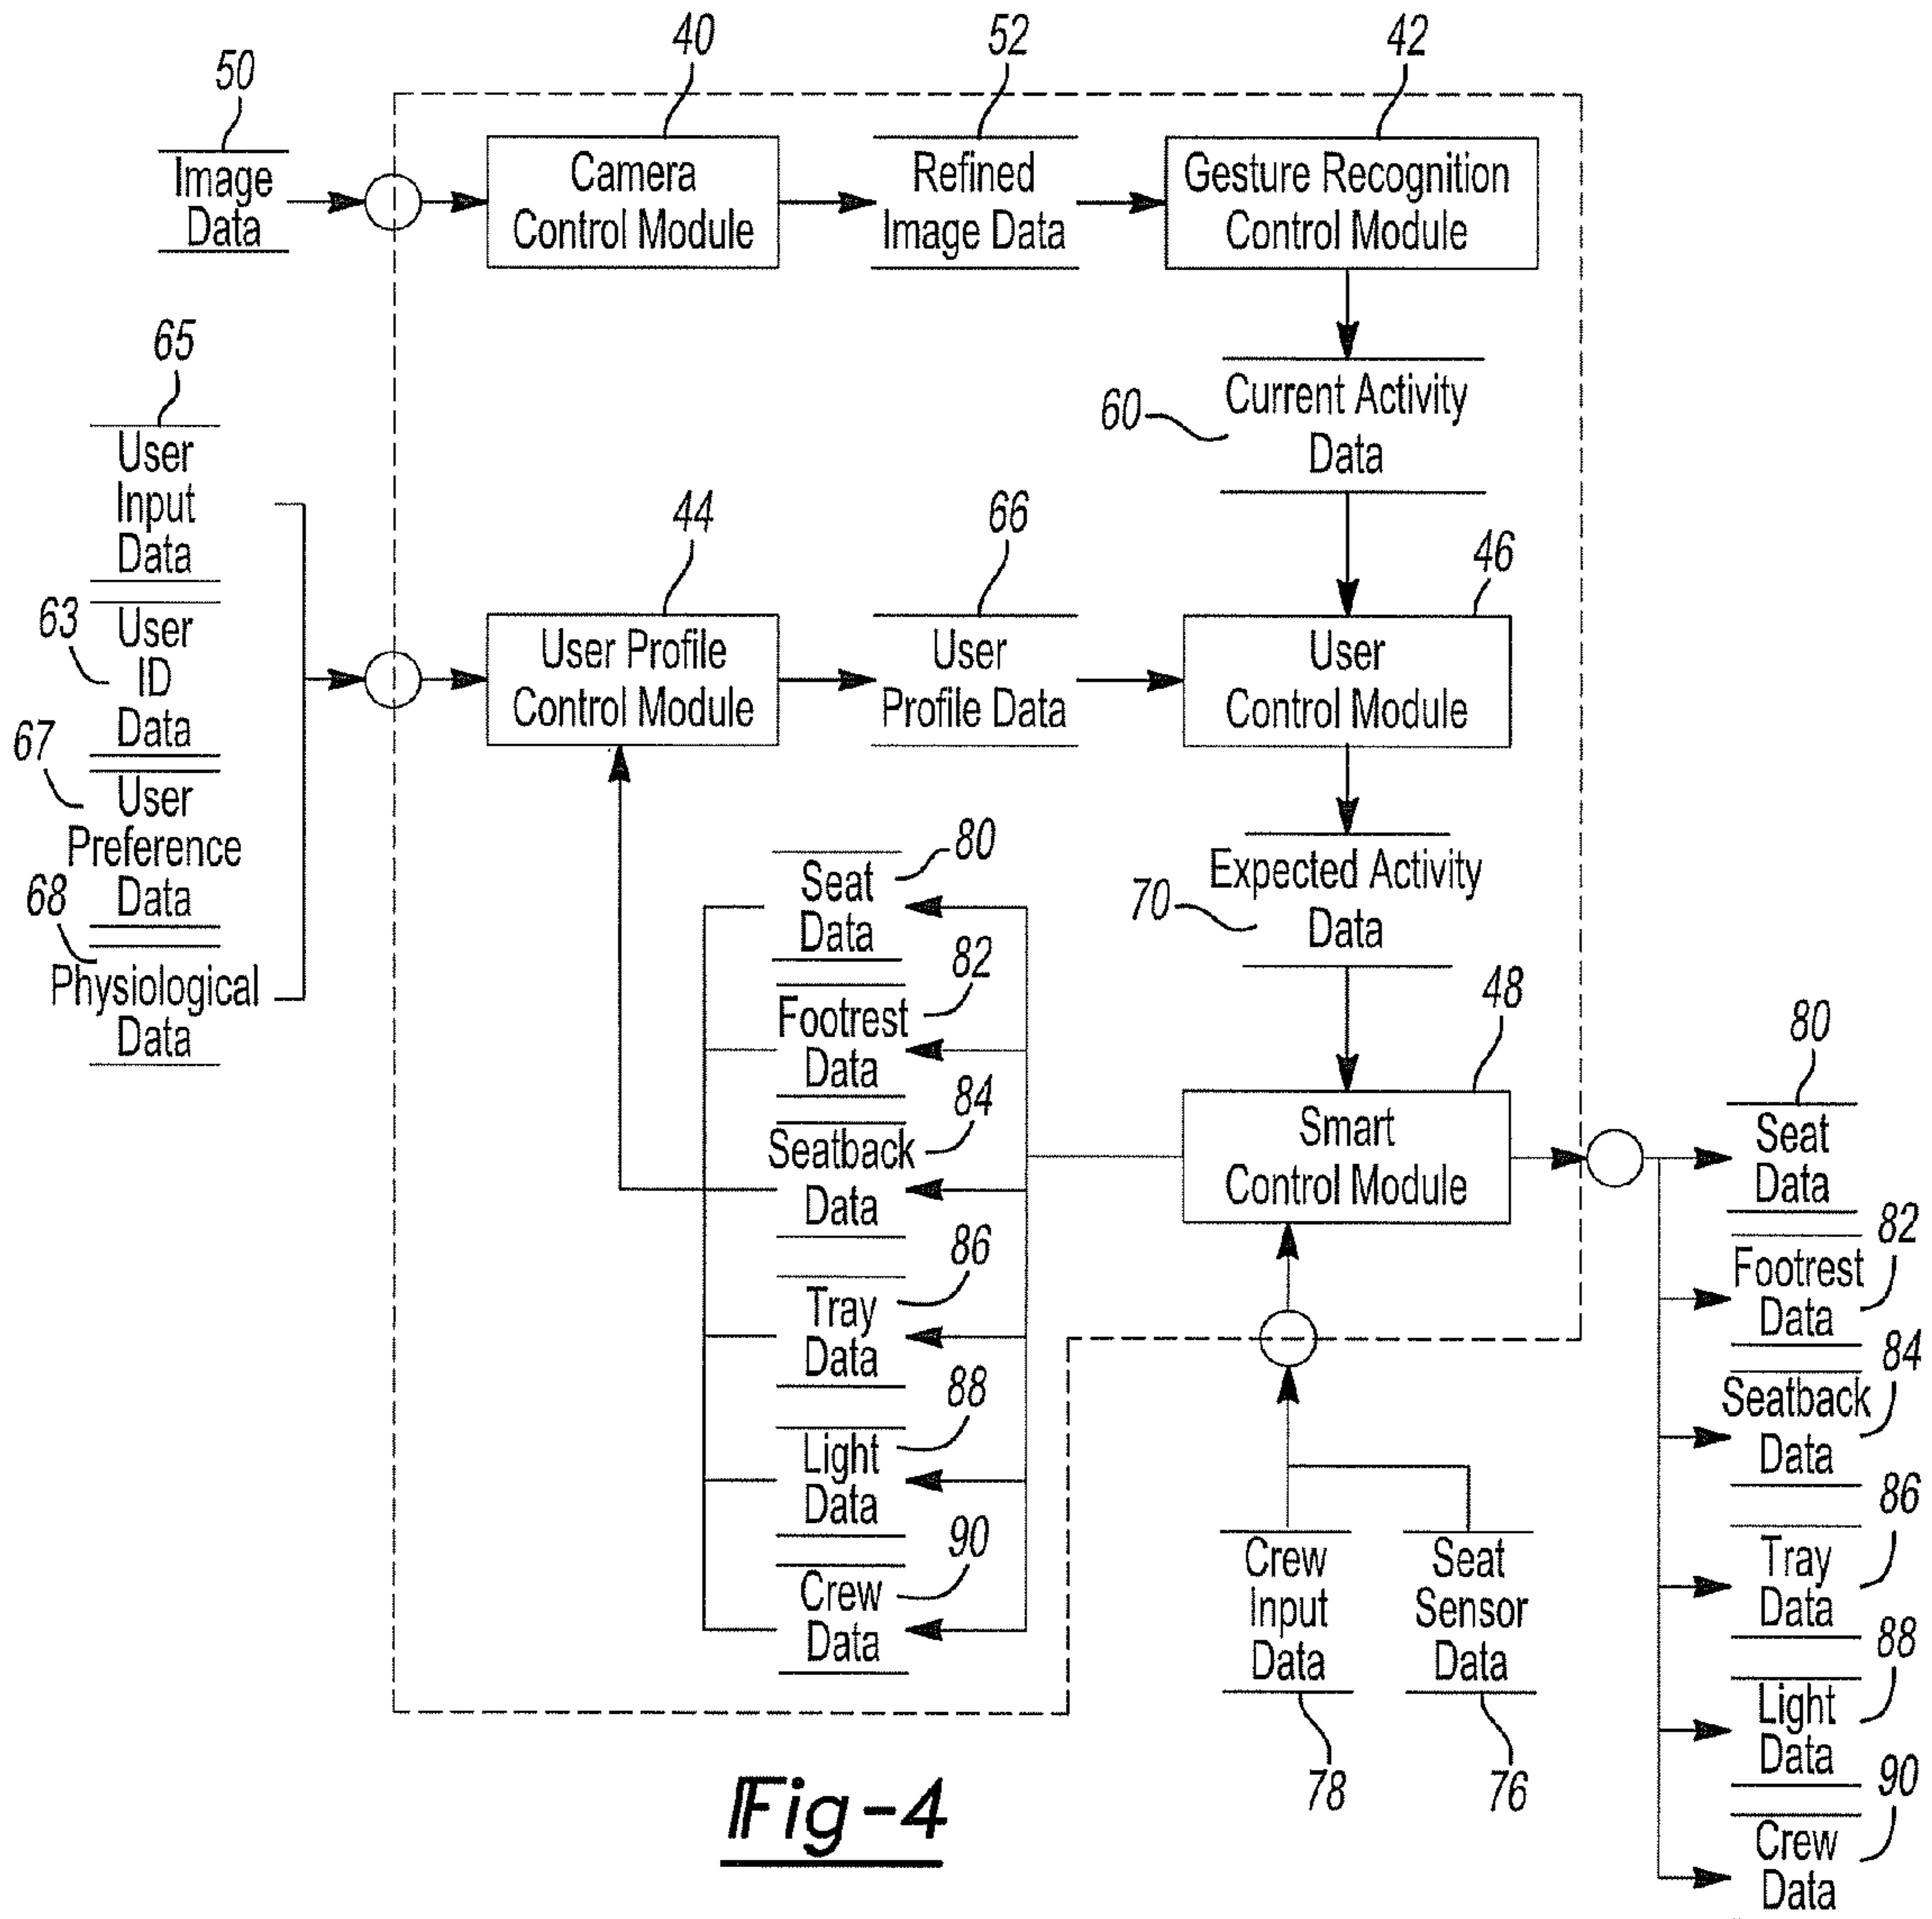 40
52
42
50
Image
Data
Camera
Control Module
Refined
Image Data
Gesture Recognition
Control Module
65
User
Input
Data
60
Current Activity
Data
44
66
46
63
User
ID
Data
User Profile
Control Module
User
Profile Data
User
Control Module
67
User
Preference
Data
68
Physiological
Data
80
Seat
Data
70
Expected Activity
Data
82
Footrest
Data
48
84
Seatback
Data
Smart
Control Module
80
Seat
Data
86
Tray
Data
82
Footrest
Data
88
Light
Data
84
Seatback
Data
90
Crew
Data
Crew
Input
Data
Seat
Sensor
Data
86
Tray
Data
78
76
88
Light
Data
90
Crew
Data
Fig-4